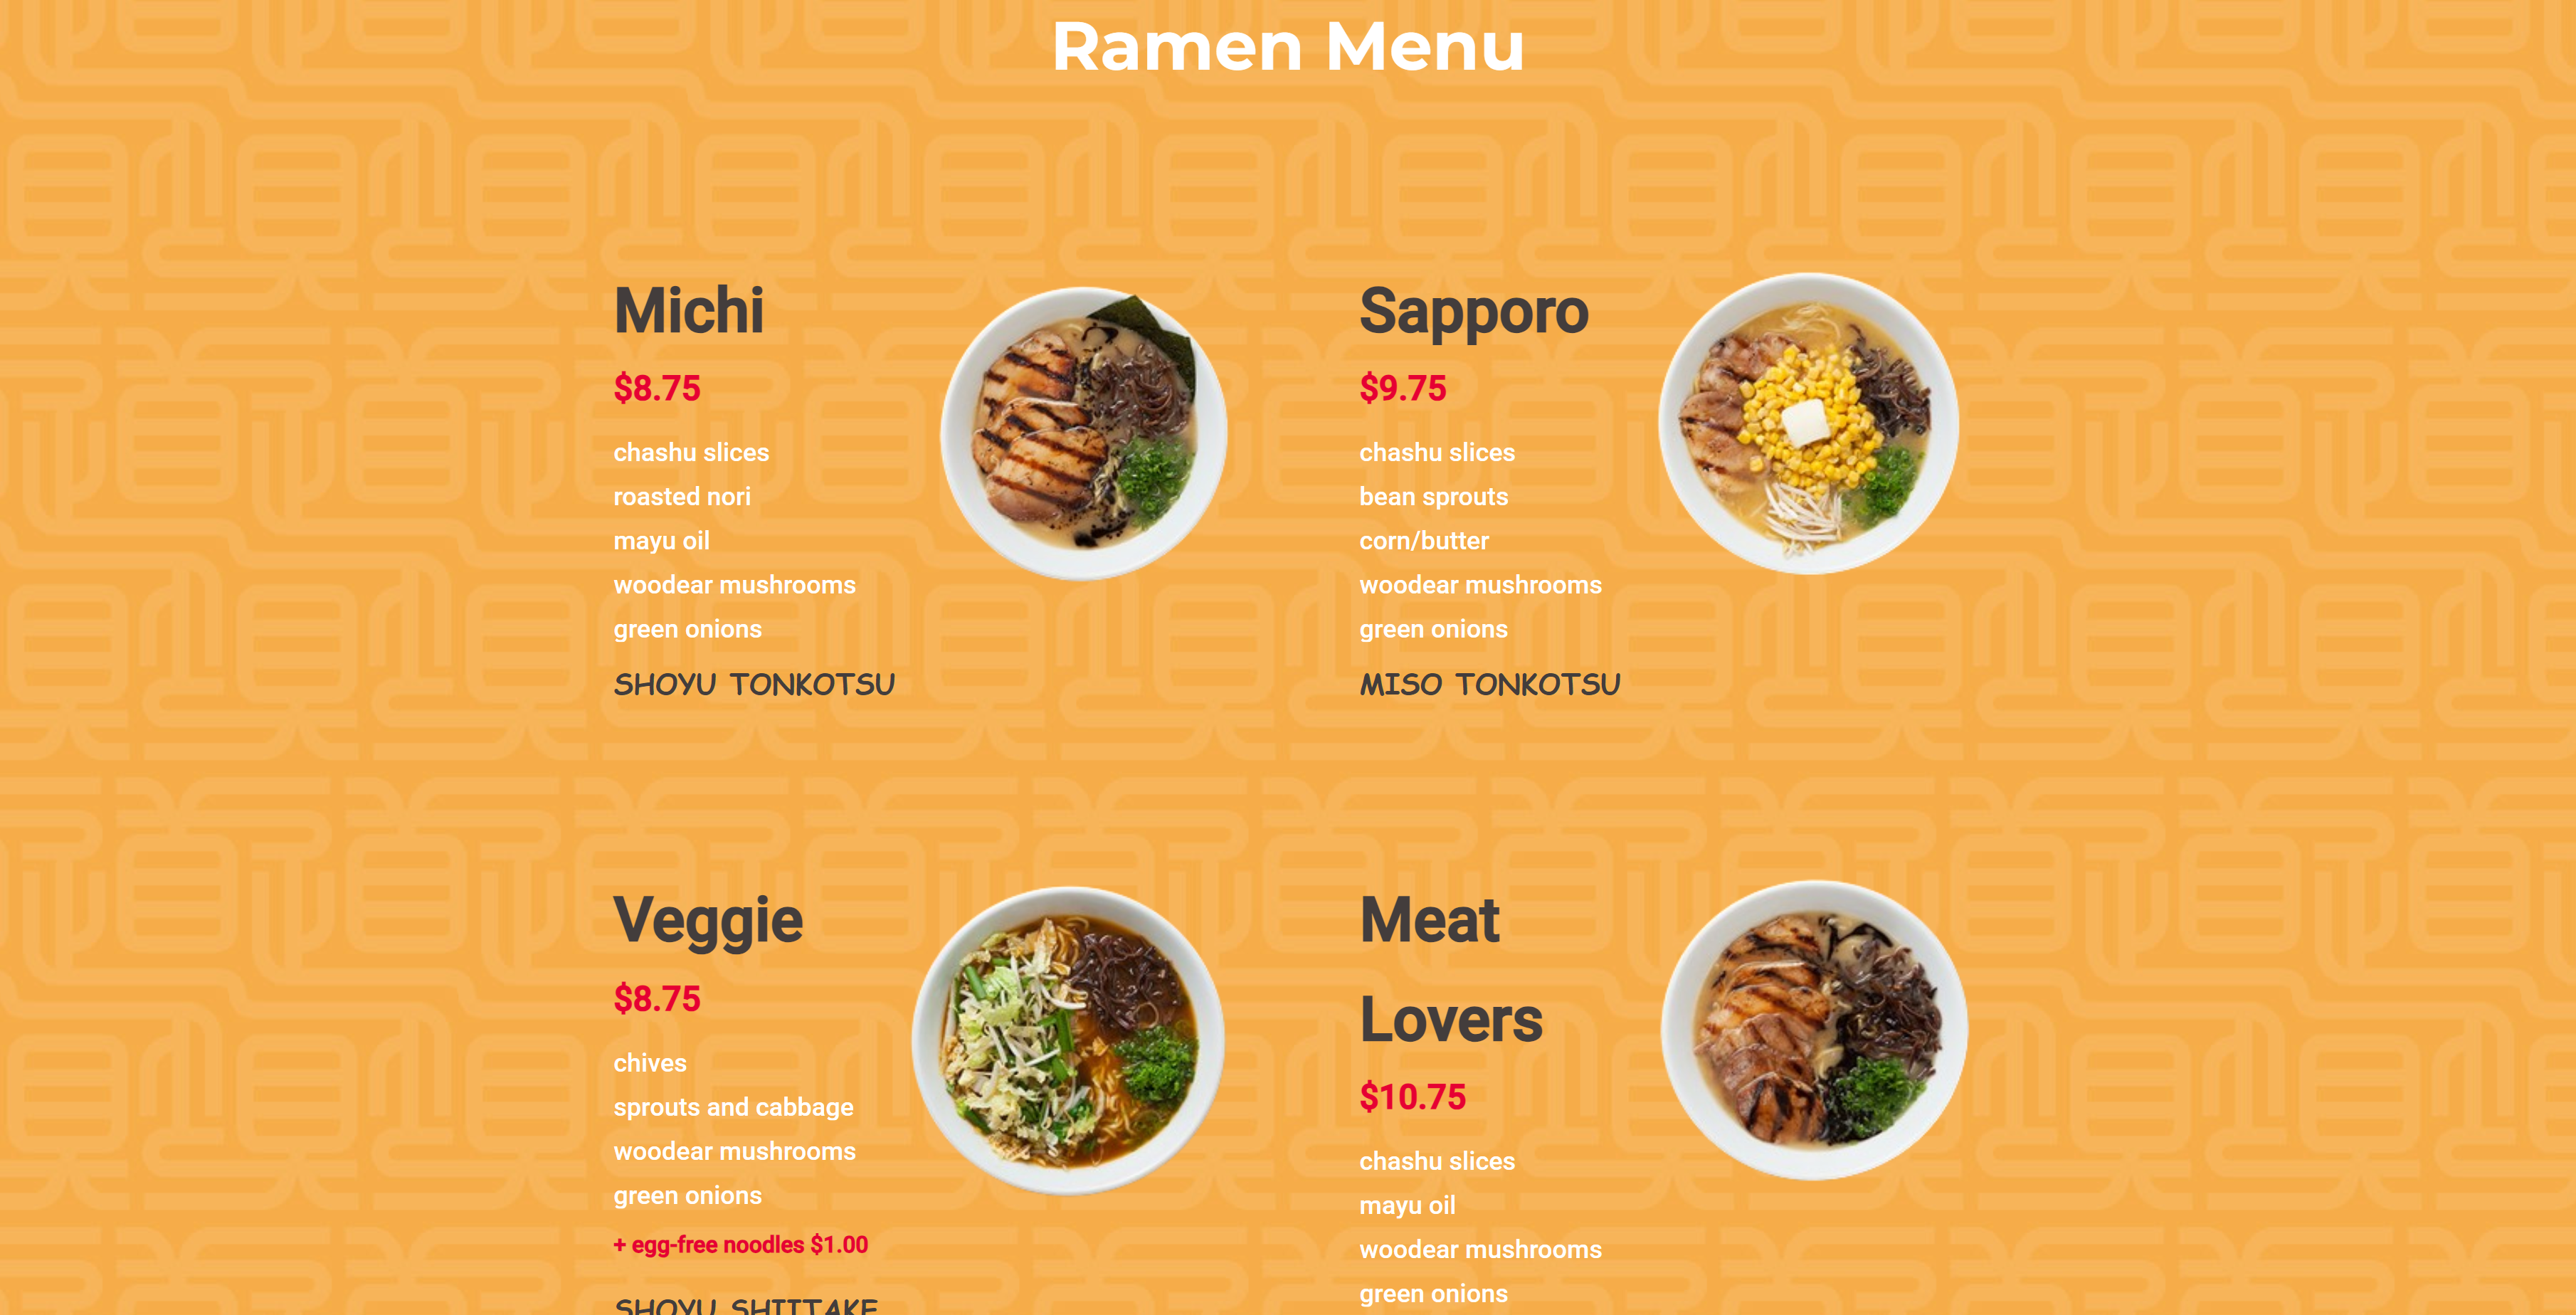 Ramen Menu
Michi
$8.75
chashu slices
roasted nori
mayu oil
woodear mushrooms
green onions
SHOYU TONKOTSU
Sapporo
$9.75
chashu slices
bean sprouts
corn/butter
woodear mushrooms
green onions
MISO TONKOTSU
Veggie
$8.75
chives
sprouts and cabbage
woodear mushrooms
green onions
+ egg-free noodles $1.00
SHOYU SHIITAKE
Meat
Lovers
$10.75
chashu slices
mayu oil
woodear mushrooms
green onions